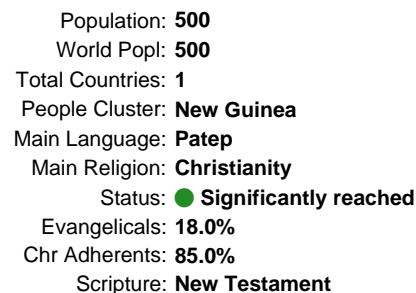 Population: 500
World Popl: 500
Total Countries: 1
People Cluster: New Guinea
Main Language: Patep
Main Religion: Christianity
Status: Significantly reached
Evangelicals: 18.0%
Chr Adherents: 85.0%
Scripture: New Testament